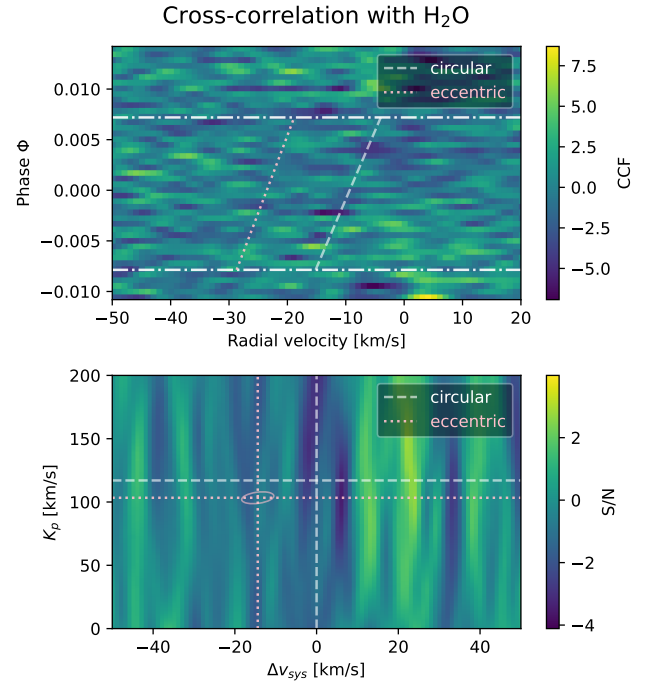 Cross-correlation with H₂O
circular
eccentric
0.010
0.005
0.000
−0.005
−0.010
Phase Φ
−50 −40 −30 −20 −10 0 10 20
Radial velocity [km/s]
7.5
5.0
2.5
0.0
−2.5
−5.0
CCF
circular
eccentric
200
150
100
50
0
K_p [km/s]
−40 −20 0 20 40
Δv_sys [km/s]
2
0
−2
−4
S/N